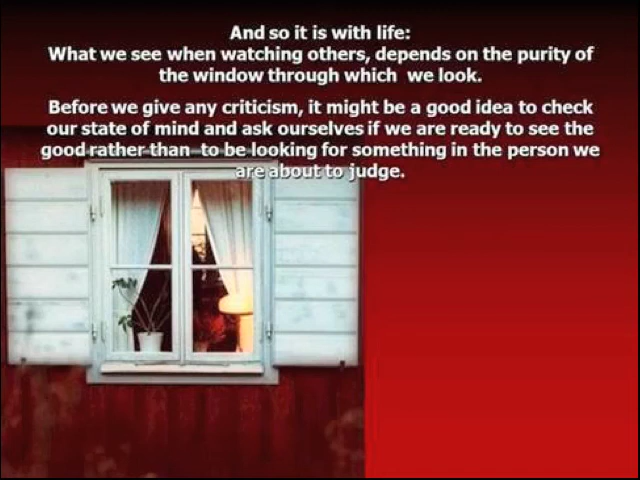 And so it is with life:
What we see when watching others, depends on the purity of
the window through which we look.
Before we give any criticism, it might be a good idea to check
our state of mind and ask ourselves if we are ready to see the
good rather than to be looking for something in the person we
are about to judge.